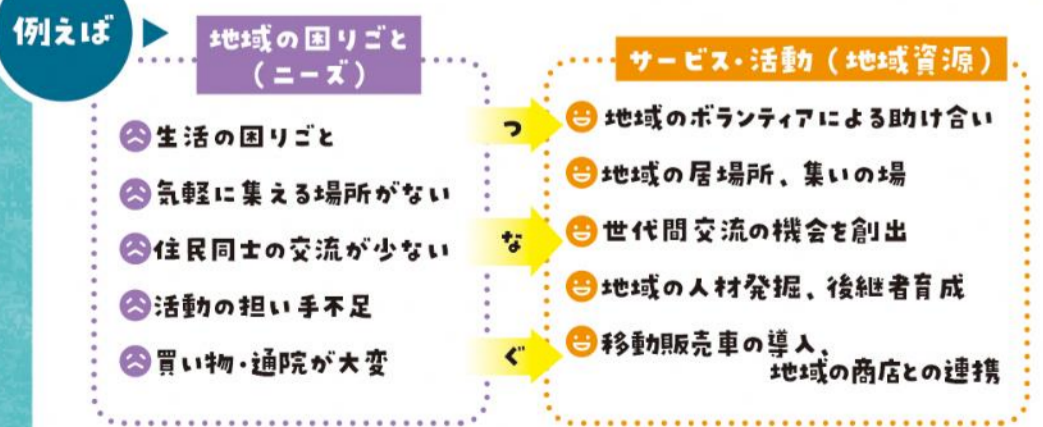 例えば
地域の困りごと
（ニーズ）
生活の困りごと
気軽に集える場所がない
住民同士の交流が少ない
活動の担い手不足
買い物・通院が大変
つ
な
ぐ
サービス・活動（地域資源）
地域のボランティアによる助け合い
地域の居場所、集いの場
世代間交流の機会を創出
地域の人材発掘、後継者育成
移動販売車の導入、
地域の商店との連携